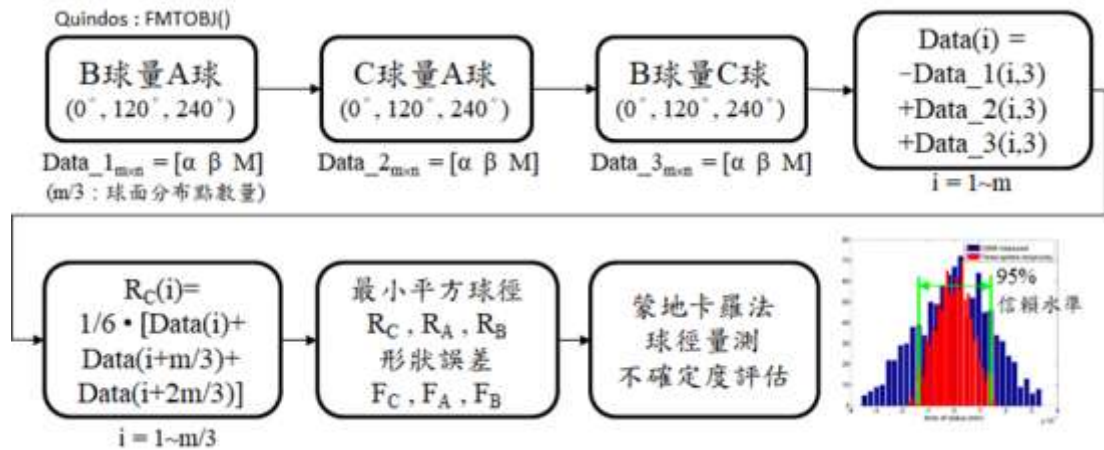 Quindos : FMTOBJ()
B球量A球
(0°, 120°, 240°)
Data_1m×n = [α β M]
(m/3 : 球面分布點數量)
C球量A球
(0°, 120°, 240°)
Data_2m×n = [α β M]
B球量C球
(0°, 120°, 240°)
Data_3m×n = [α β M]
Data(i) =
−Data_1(i,3)
+Data_2(i,3)
+Data_3(i,3)
i = 1~m
RC(i)=
1/6 • [Data(i)+
Data(i+m/3)+
Data(i+2m/3)]
i = 1~m/3
最小平方球徑
RC , RA , RB
形狀誤差
FC , FA , FB
蒙地卡羅法
球徑量測
不確定度評估
95%
信賴水準